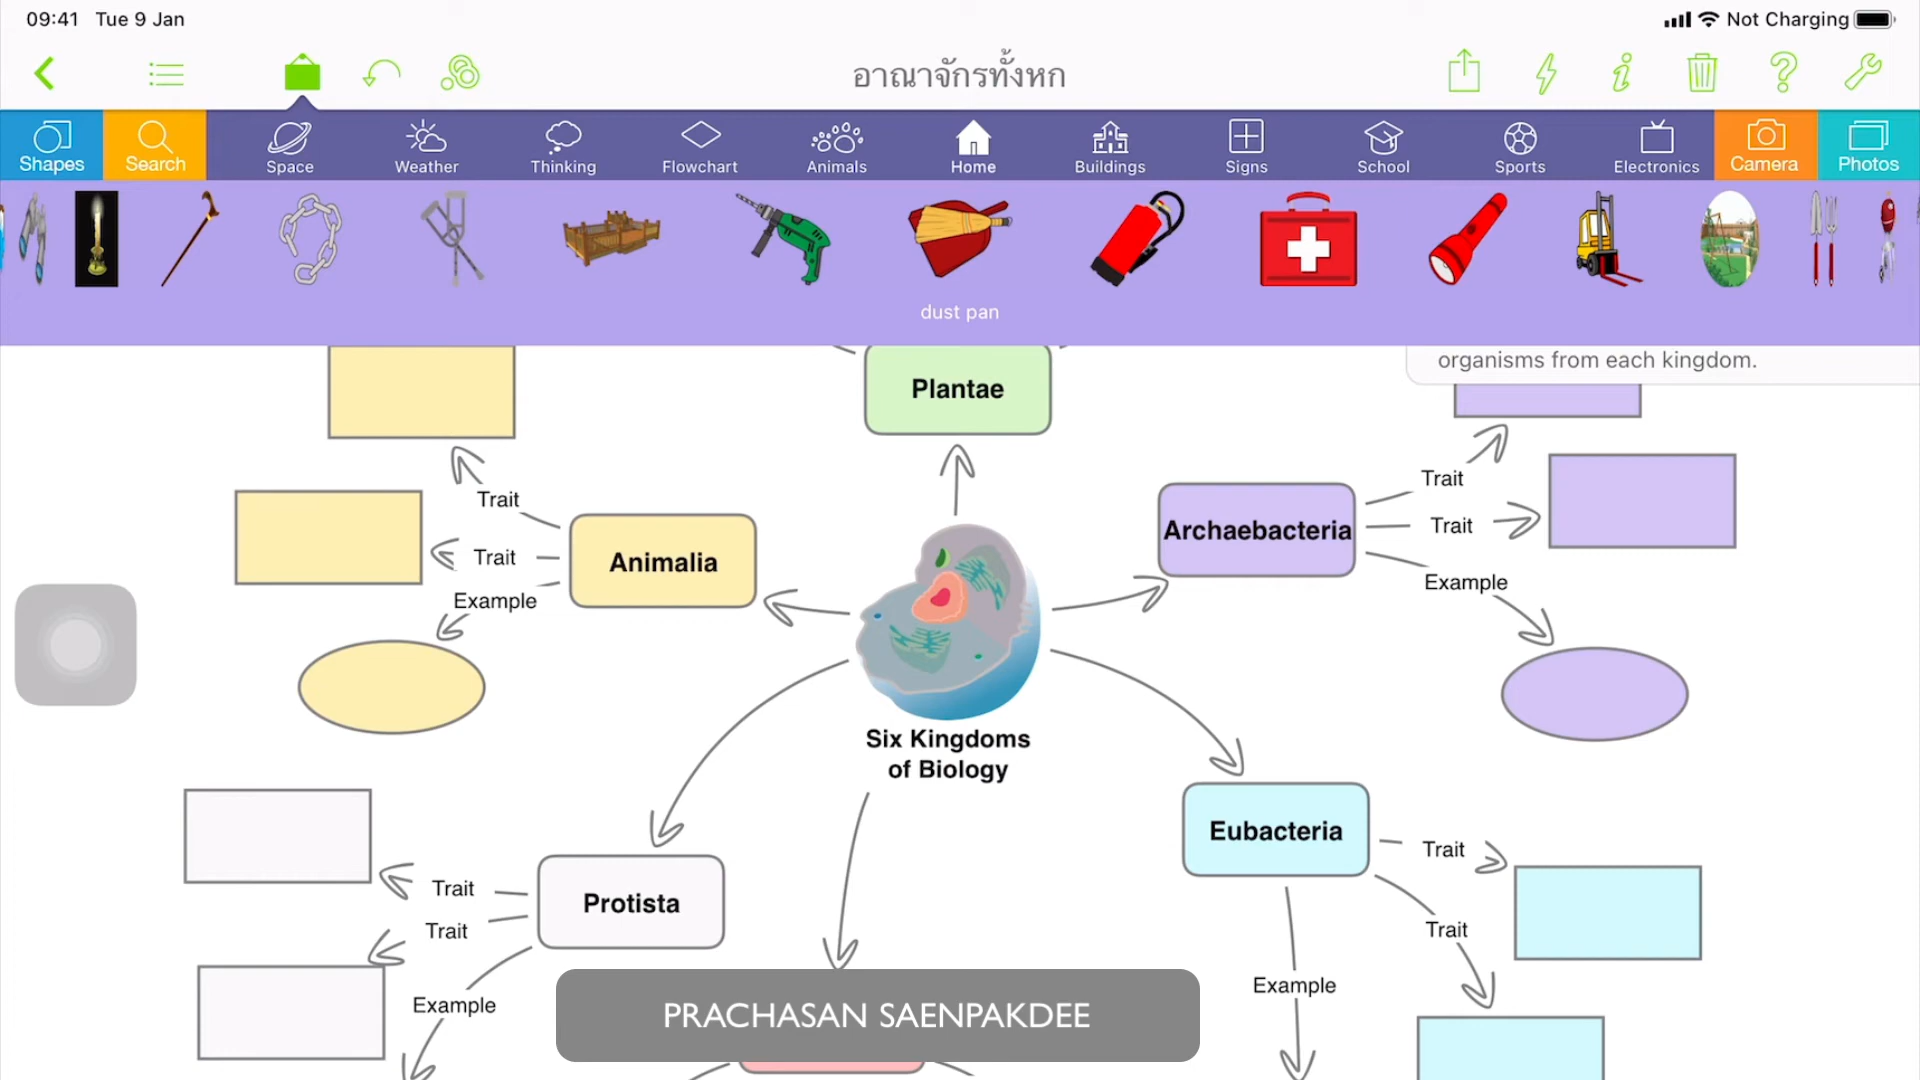 09:41 Tue 9 Jan
Not Charging
อาณาจักรทั้งหก
Shapes
Search
Space
Weather
Thinking
Flowchart
Animals
Home
Buildings
Signs
School
Sports
Electronics
Camera
Photos
dust pan
organisms from each kingdom.
Plantae
Trait
Trait
Example
Animalia
Archaebacteria
Trait
Trait
Example
Six Kingdoms
of Biology
Eubacteria
Trait
Trait
Example
Protista
Trait
Trait
Example
PRACHASAN SAENPAKDEE